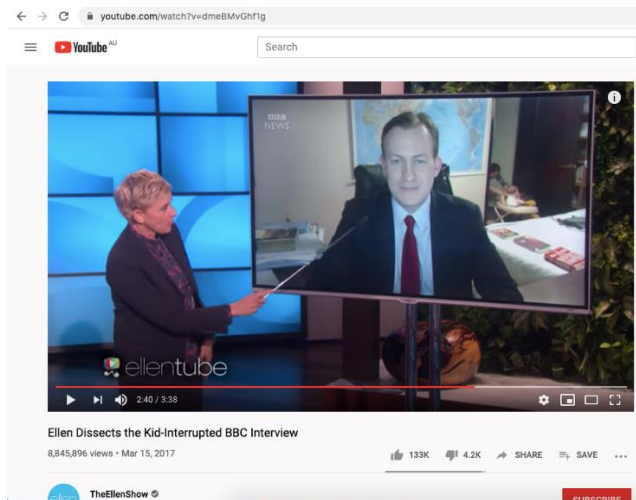 youtube.com/watch?v=dmeBMvGhf1g
YouTube AU
Search
BBC
NEWS
ellentube
2:40 / 3:38
Ellen Dissects the Kid-Interrupted BBC Interview
8,845,896 views • Mar 15, 2017
133K 4.2K SHARE SAVE
TheEllenShow
SUBSCRIBE